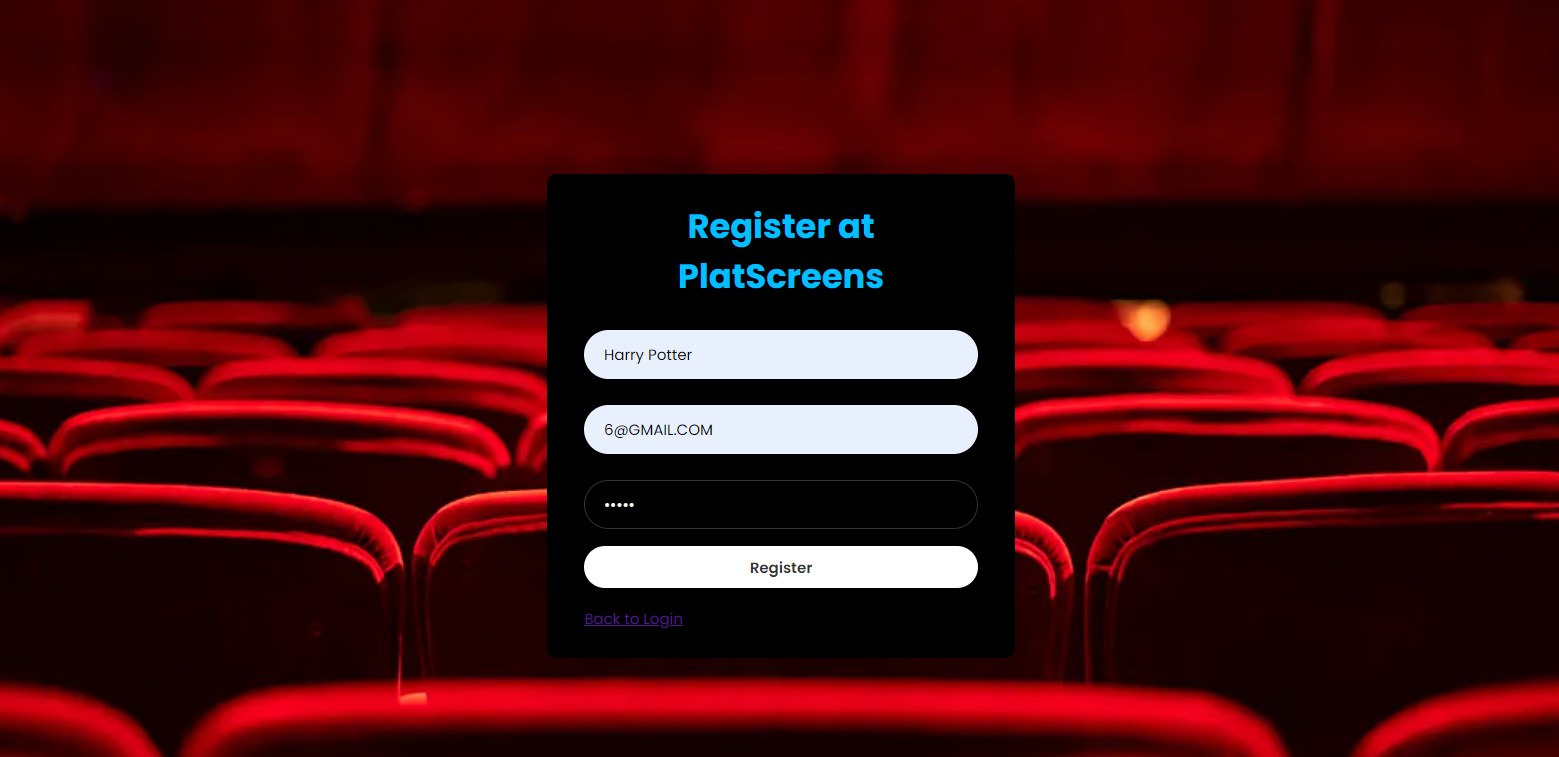 Register at
PlatScreens
Harry Potter
6@GMAIL.COM
•••••
Register
Back to Login